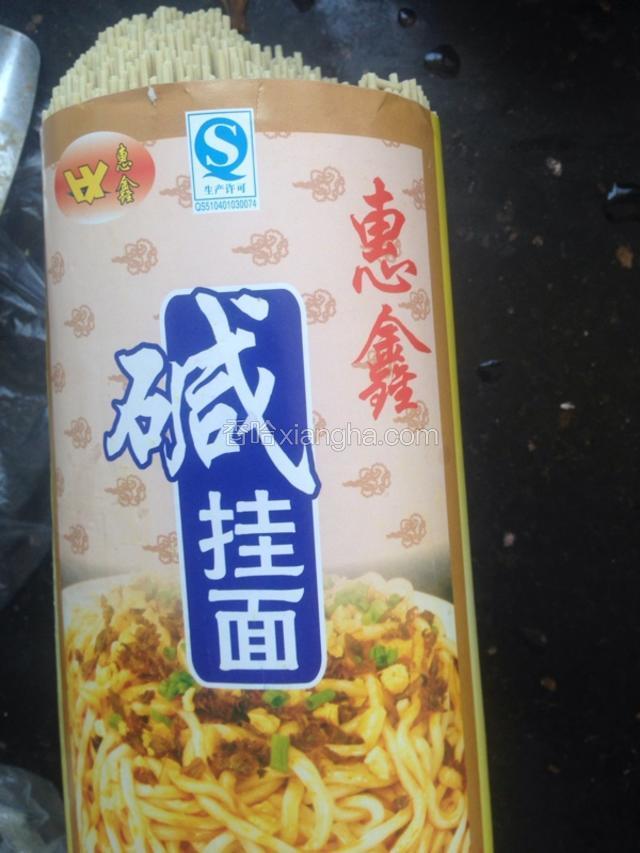 惠鑫
生产许可
QS510401030074
惠鑫
碱
挂面
香哈xiangha.com